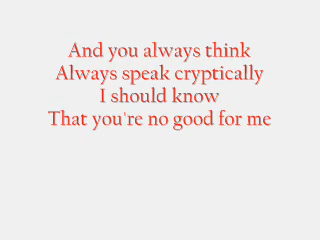 And you always think
Always speak cryptically
I should know
That you're no good for me